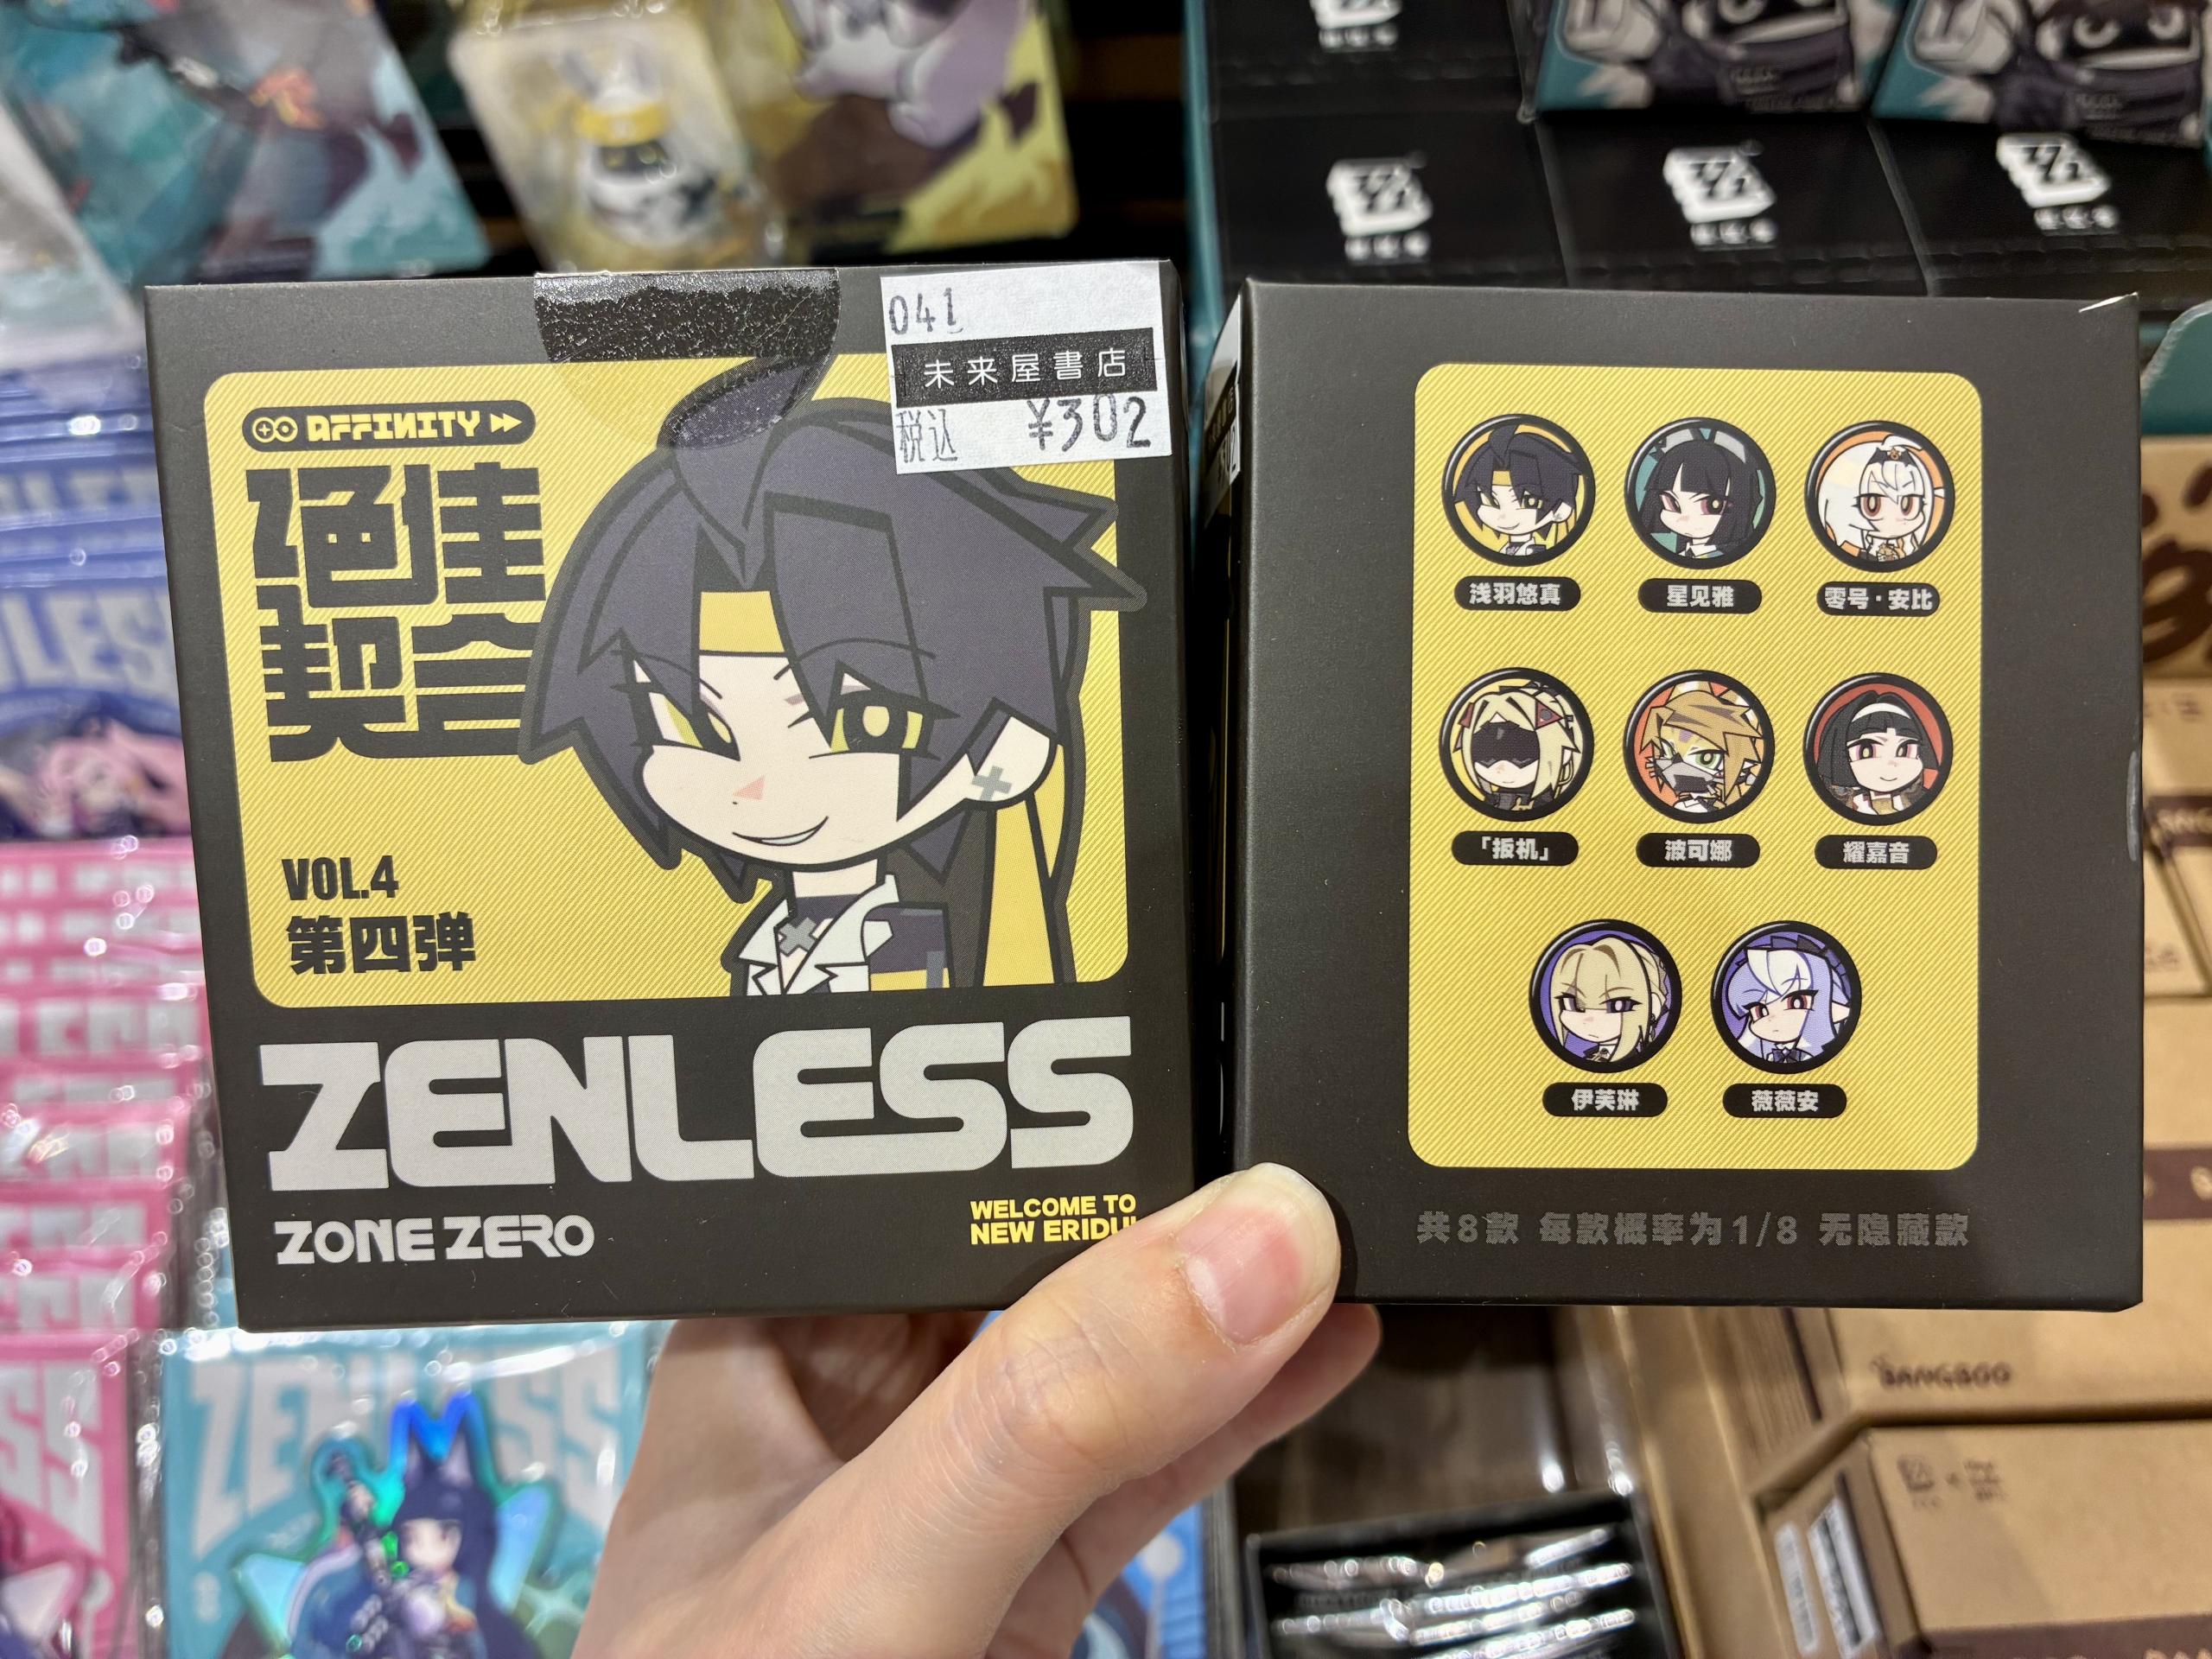 041
未来屋書店
税込 ¥302
AFFINITY
绝佳
契合
VOL.4
第四弹
ZENLESS
ZONE ZERO
WELCOME TO
NEW ERIDU!
浅羽悠真
星见雅
零号·安比
「扳机」
波可娜
耀嘉音
伊芙琳
薇薇安
共8款 每款概率为1/8 无隐藏款
BANGBOO
ZENLESS